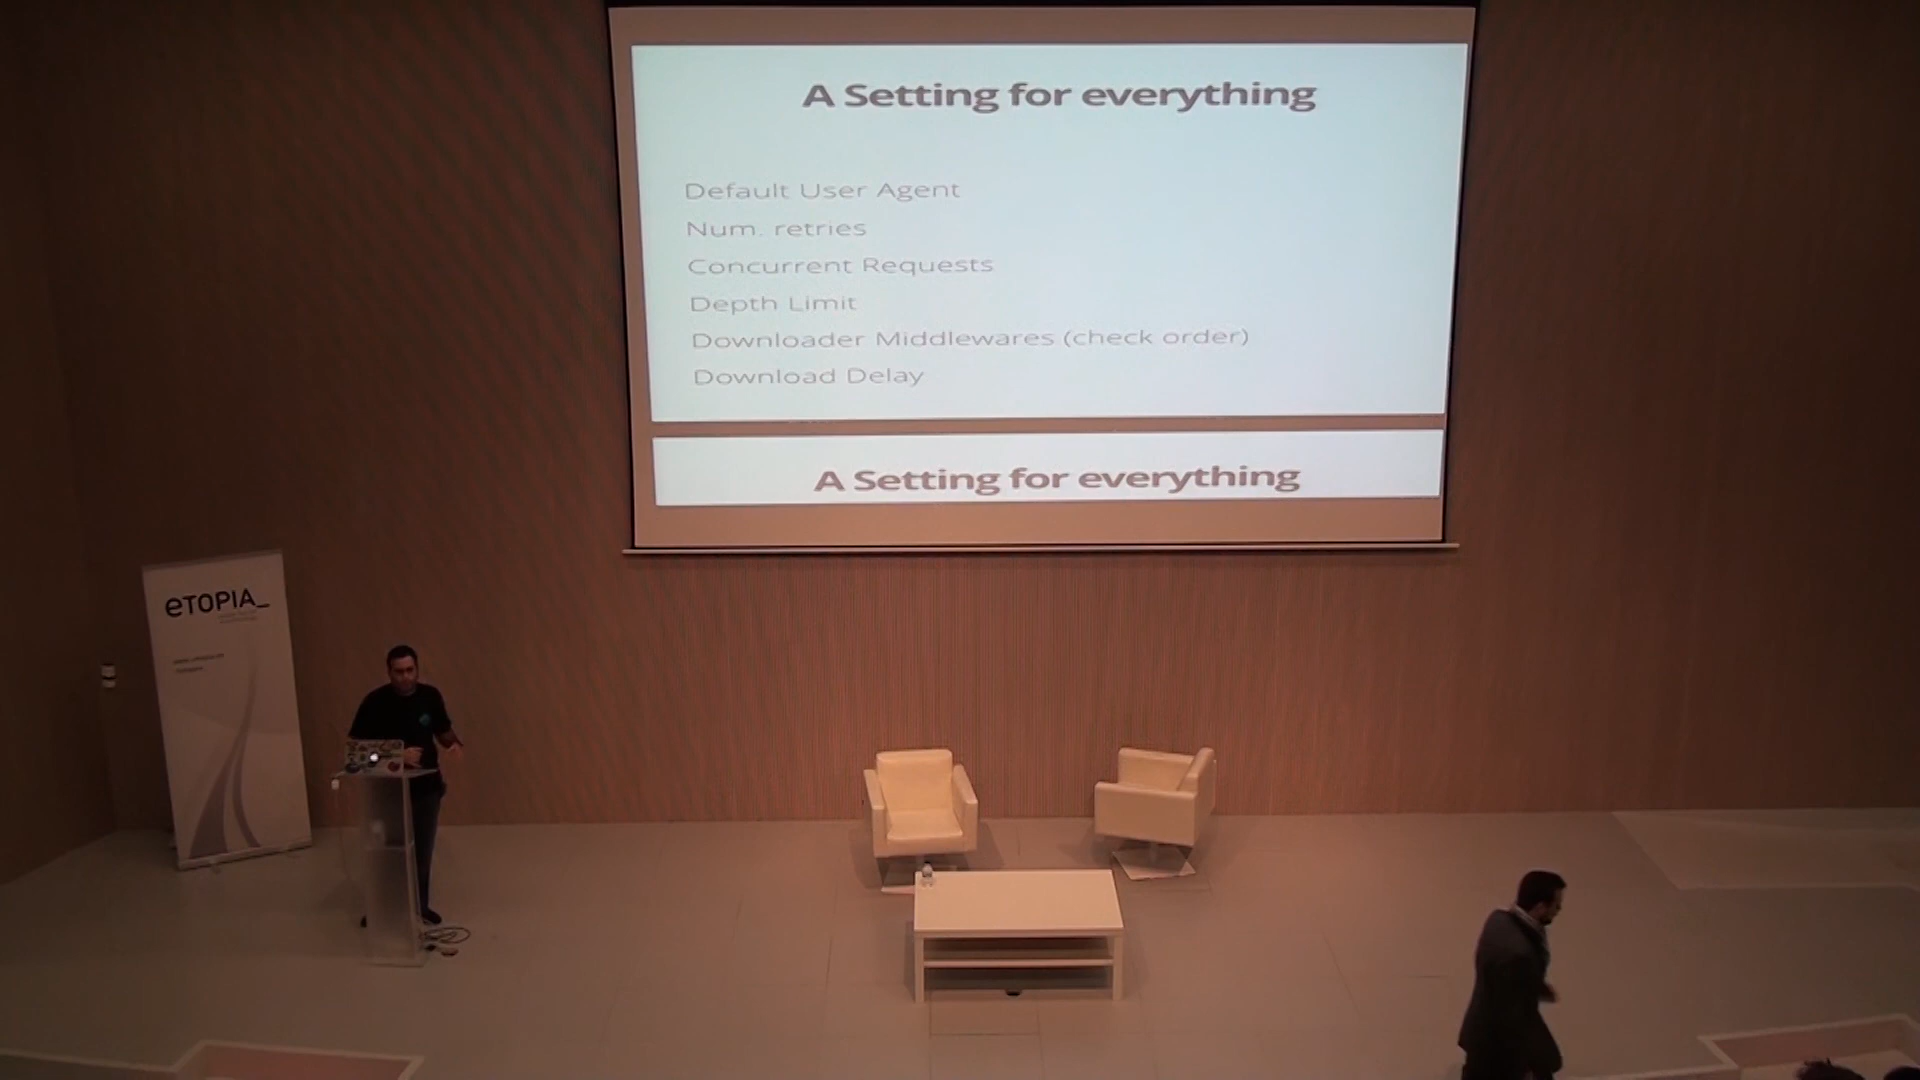 A Setting for everything
Default User Agent
Num. retries
Concurrent Requests
Depth Limit
Downloader Middlewares (check order)
Download Delay
A Setting for everything
eTOPIA_